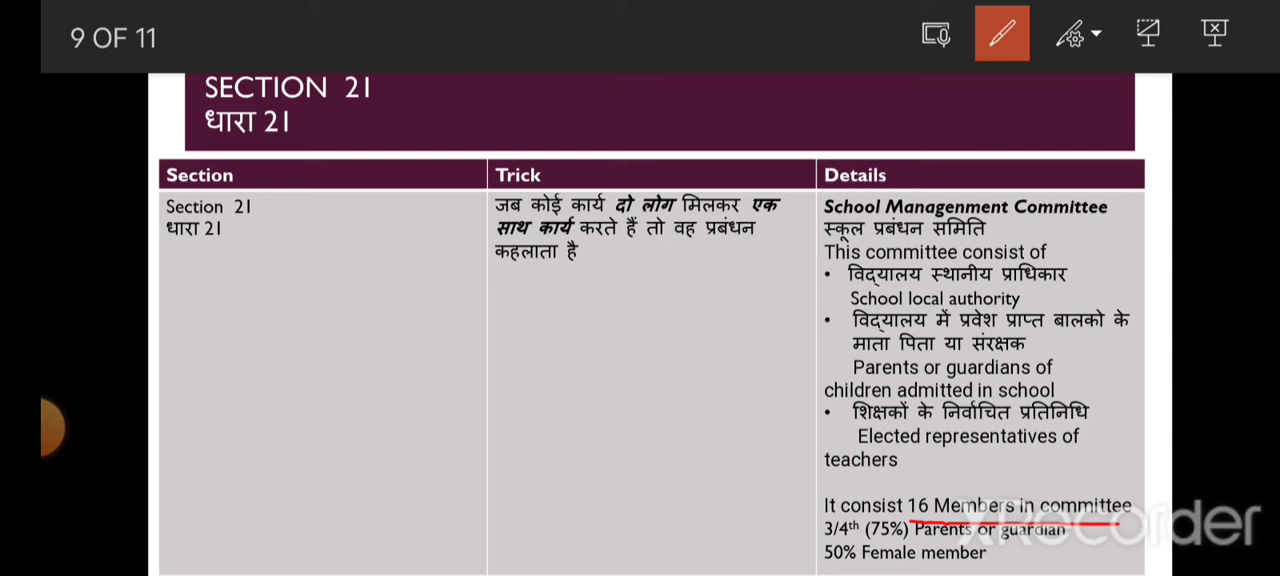 9 OF 11
SECTION 21
धारा 21
Section
Trick
Details
Section 21
धारा 21
जब कोई कार्य दो लोग मिलकर एक
साथ कार्य करते हैं तो वह प्रबंधन
कहलाता है
School Managenment Committee
स्कूल प्रबंधन समिति
This committee consist of
• विद्यालय स्थानीय प्राधिकार
School local authority
• विद्यालय में प्रवेश प्राप्त बालको के
माता पिता या संरक्षक
Parents or guardians of
children admitted in school
• शिक्षकों के निर्वाचित प्रतिनिधि
Elected representatives of
teachers
It consist 16 Members in committee
3/4th (75%) Parents or guardian
50% Female member
XRecorder